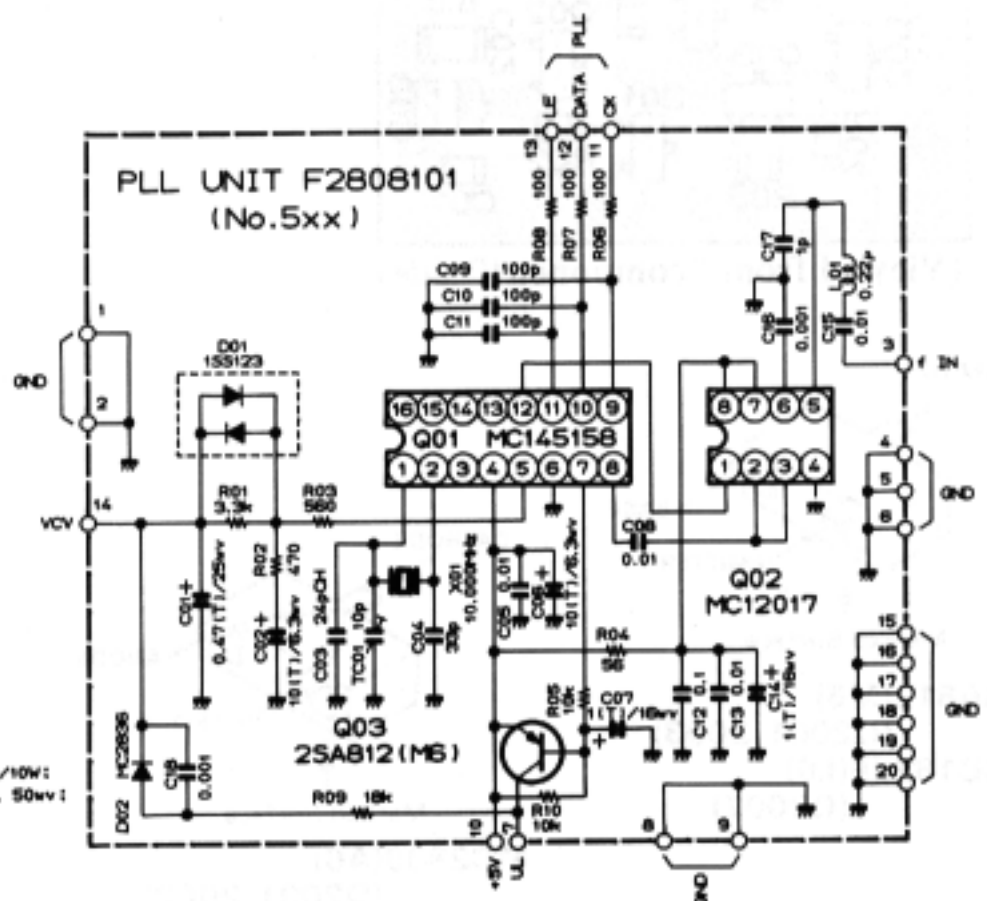 PLL
LE
DATA
CK
13
12
11
PLL UNIT F2808101
(No.5xx)
R08 100
R07 100
R06 100
C09 100p
C10 100p
C11 100p
C17 1p
L01 0.22μ
C16 0.001
C15 0.01
3
f IN
1
GND
2
D01
1SS123
16 15 14 13 12 11 10 9
Q01 MC145158
1 2 3 4 5 6 7 8
8 7 6 5
1 2 3 4
4
5
6
GND
14
VCV
R01
3.3k
R03
560
R02 470
C01 +
0.47(T)/25wv
C02 +
10(T)/6.3wv
C03 24pCH
TC01 10p
X01
10.000MHz
C04 30p
C05 0.01
C06 +
10(T)/6.3wv
C08
0.01
Q02
MC12017
R04
56
R05
10k
C07
1(T)/16wv
+
C12 0.1
C13 0.01
C14 +
1(T)/16wv
15
16
17
18
19
20
GND
Q03
2SA812(M6)
D02 MC2836
C18
0.001
/10W:
50wv:
R09 18k
R10
10k
10
+5V
7
UL
8
9
GND